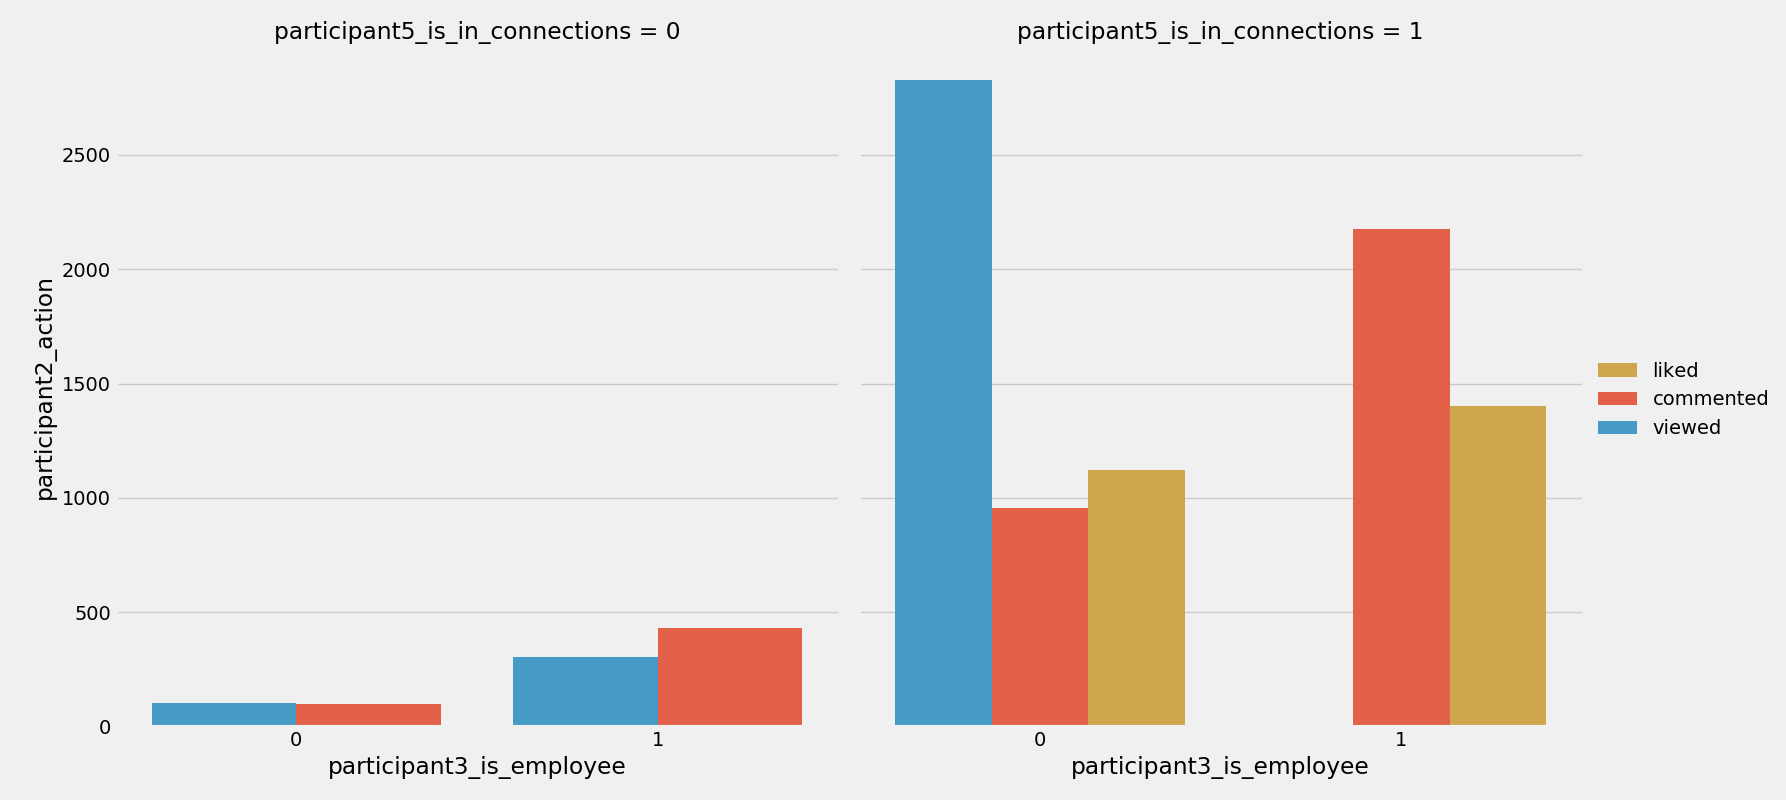 participant5_is_in_connections = 0
participant5_is_in_connections = 1
participant2_action
2500
2000
1500
1000
500
0
0
1
0
1
participant3_is_employee
participant3_is_employee
liked
commented
viewed